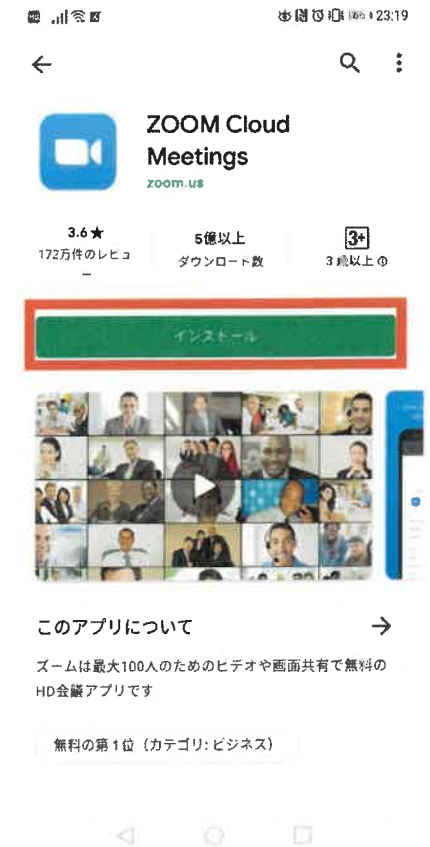 23:19
ZOOM Cloud
Meetings
zoom.us
3.6★
172万件のレビュ
ー
5億以上
ダウンロード数
3+
3 歳以上
インストール
このアプリについて
ズームは最大100人のためのビデオや画面共有で無料の
HD会議アプリです
無料の第 1 位（カテゴリ: ビジネス）